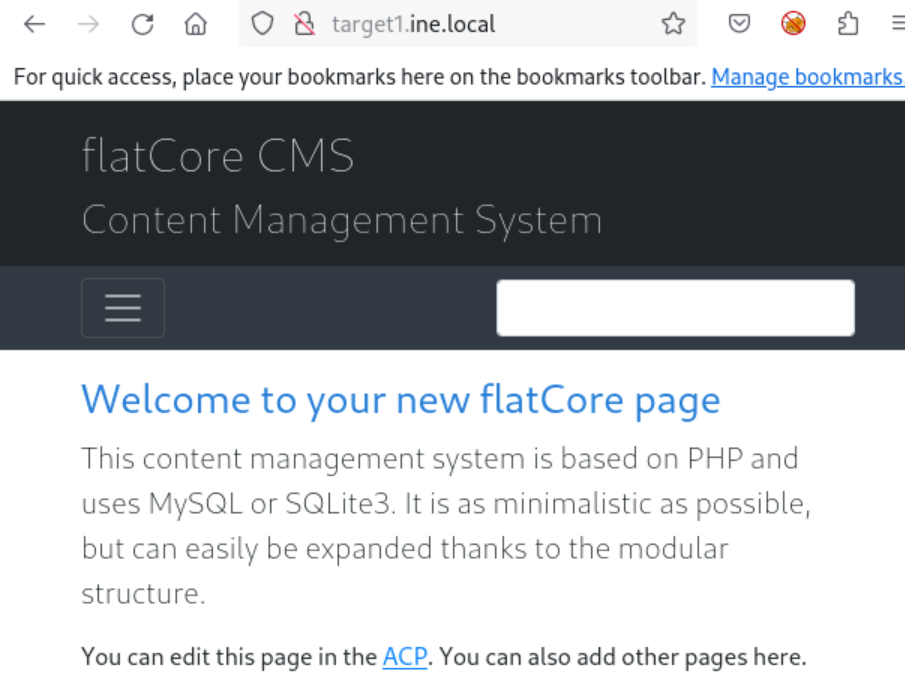 target1.ine.local
For quick access, place your bookmarks here on the bookmarks toolbar. Manage bookmarks.
flatCore CMS
Content Management System
Welcome to your new flatCore page
This content management system is based on PHP and
uses MySQL or SQLite3. It is as minimalistic as possible,
but can easily be expanded thanks to the modular
structure.
You can edit this page in the ACP. You can also add other pages here.